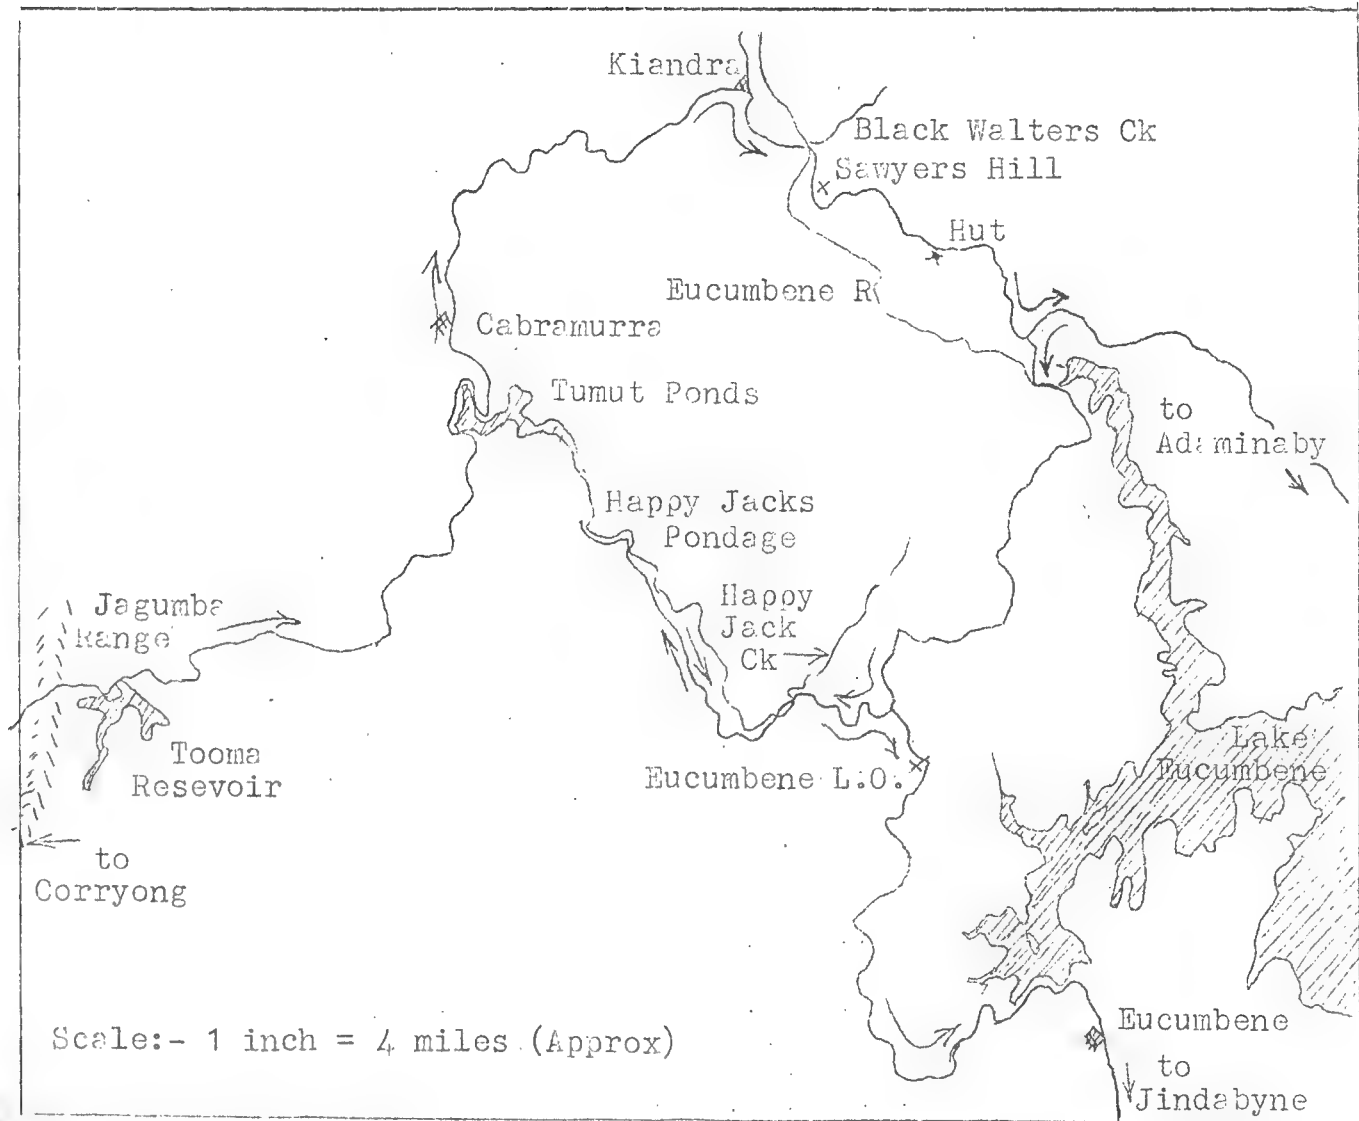 Kiandra
Black Walters Ck
Sawyers Hill
Hut
Eucumbene R
Cabramurra
Tumut Ponds
to
Adaminaby
Happy Jacks
Pondage
Happy
Jack
Ck
Jagumba
Range
Tooma
Resevoir
Eucumbene L.O.
Lake
Eucumbene
to
Corryong
Scale:- 1 inch = 4 miles (Approx)
Eucumbene
to
Jindabyne